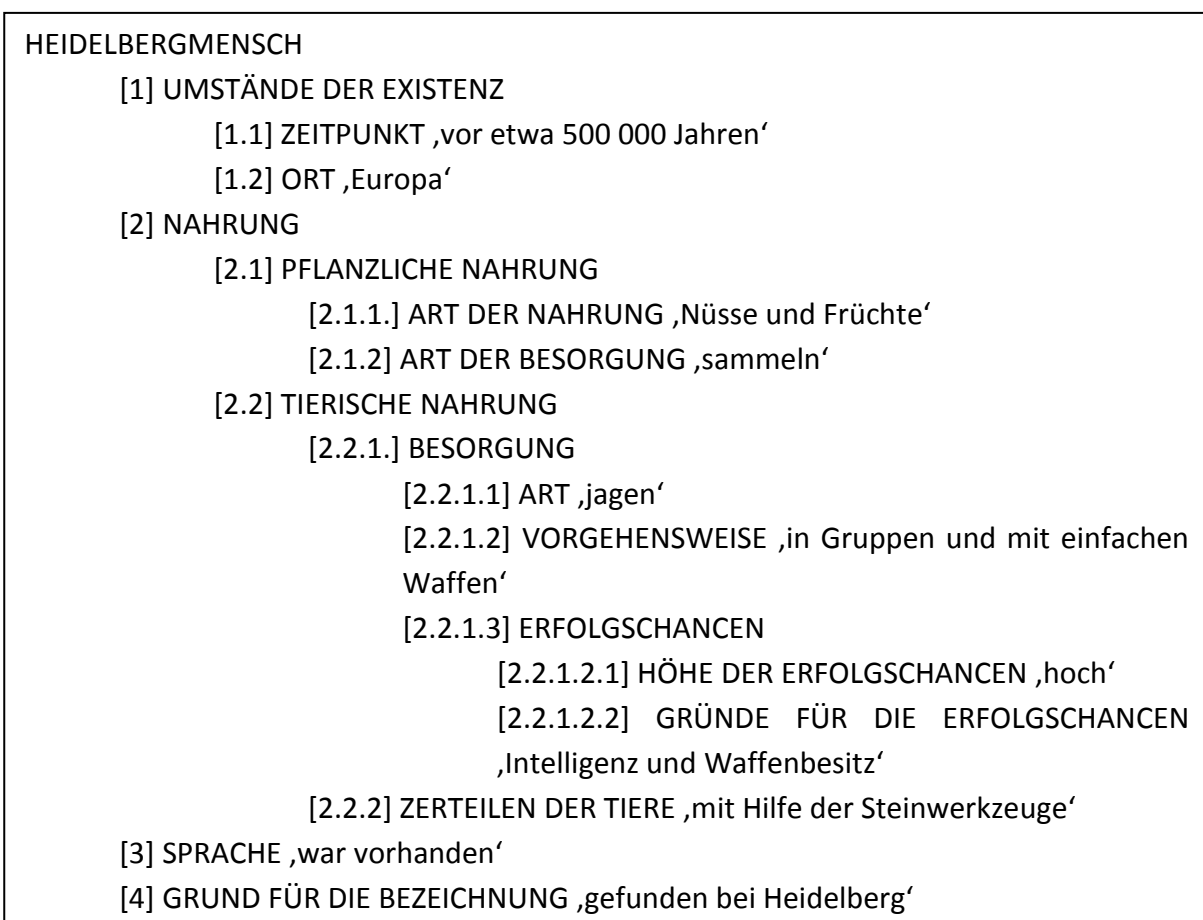 HEIDELBERGMENSCH
[1] UMSTÄNDE DER EXISTENZ
[1.1] ZEITPUNKT ‚vor etwa 500 000 Jahren‘
[1.2] ORT ‚Europa‘
[2] NAHRUNG
[2.1] PFLANZLICHE NAHRUNG
[2.1.1.] ART DER NAHRUNG ‚Nüsse und Früchte‘
[2.1.2] ART DER BESORGUNG ‚sammeln‘
[2.2] TIERISCHE NAHRUNG
[2.2.1.] BESORGUNG
[2.2.1.1] ART ‚jagen‘
[2.2.1.2] VORGEHENSWEISE ‚in Gruppen und mit einfachen
Waffen‘
[2.2.1.3] ERFOLGSCHANCEN
[2.2.1.2.1] HÖHE DER ERFOLGSCHANCEN ‚hoch‘
[2.2.1.2.2] GRÜNDE FÜR DIE ERFOLGSCHANCEN
‚Intelligenz und Waffenbesitz‘
[2.2.2] ZERTEILEN DER TIERE ‚mit Hilfe der Steinwerkzeuge‘
[3] SPRACHE ‚war vorhanden‘
[4] GRUND FÜR DIE BEZEICHNUNG ‚gefunden bei Heidelberg‘